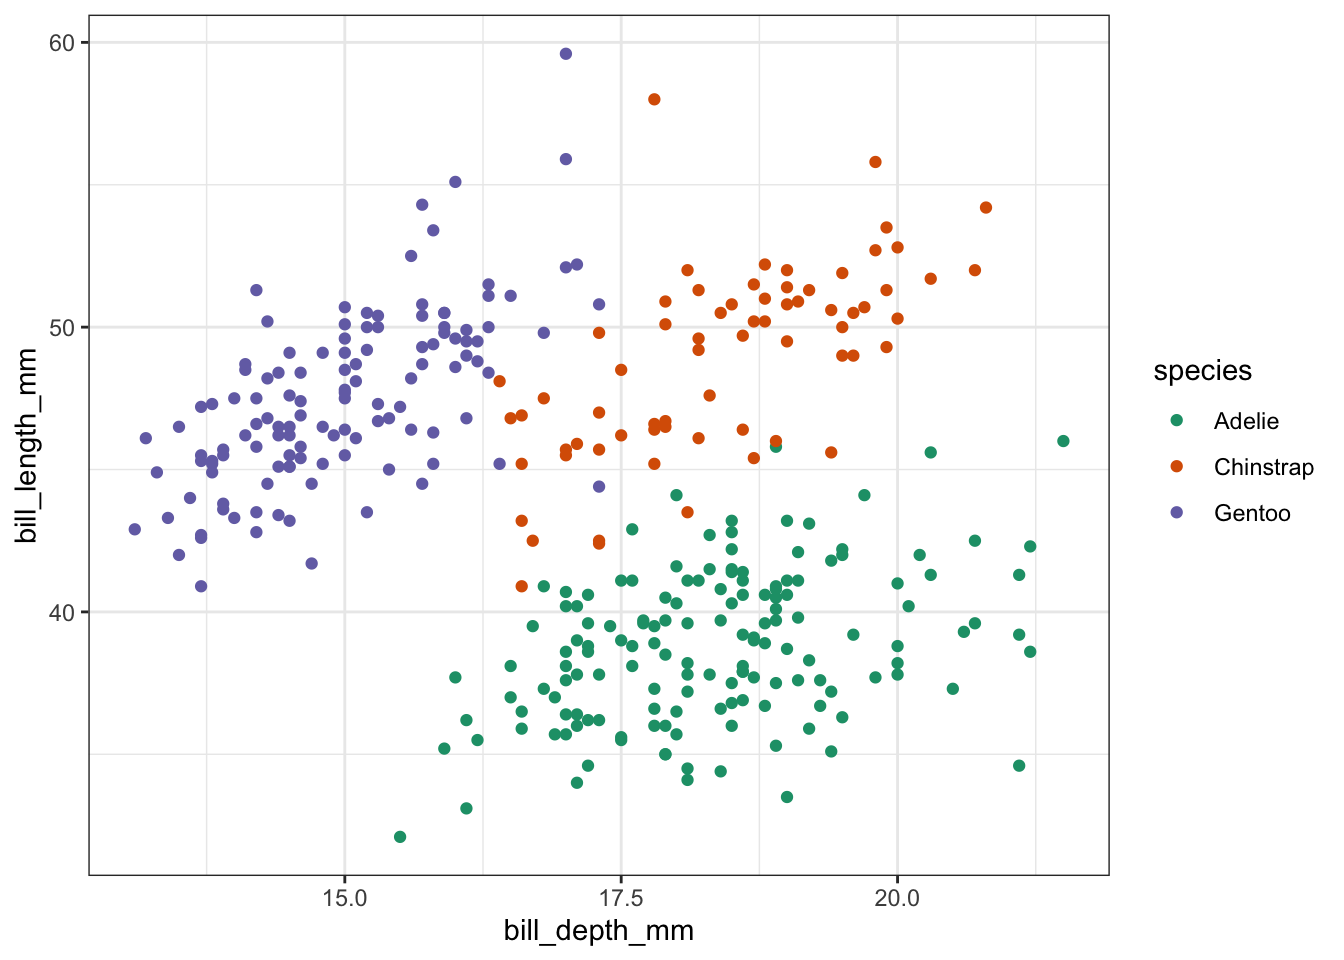 60
50
40
bill_length_mm
15.0 17.5 20.0
bill_depth_mm
species
Adelie
Chinstrap
Gentoo